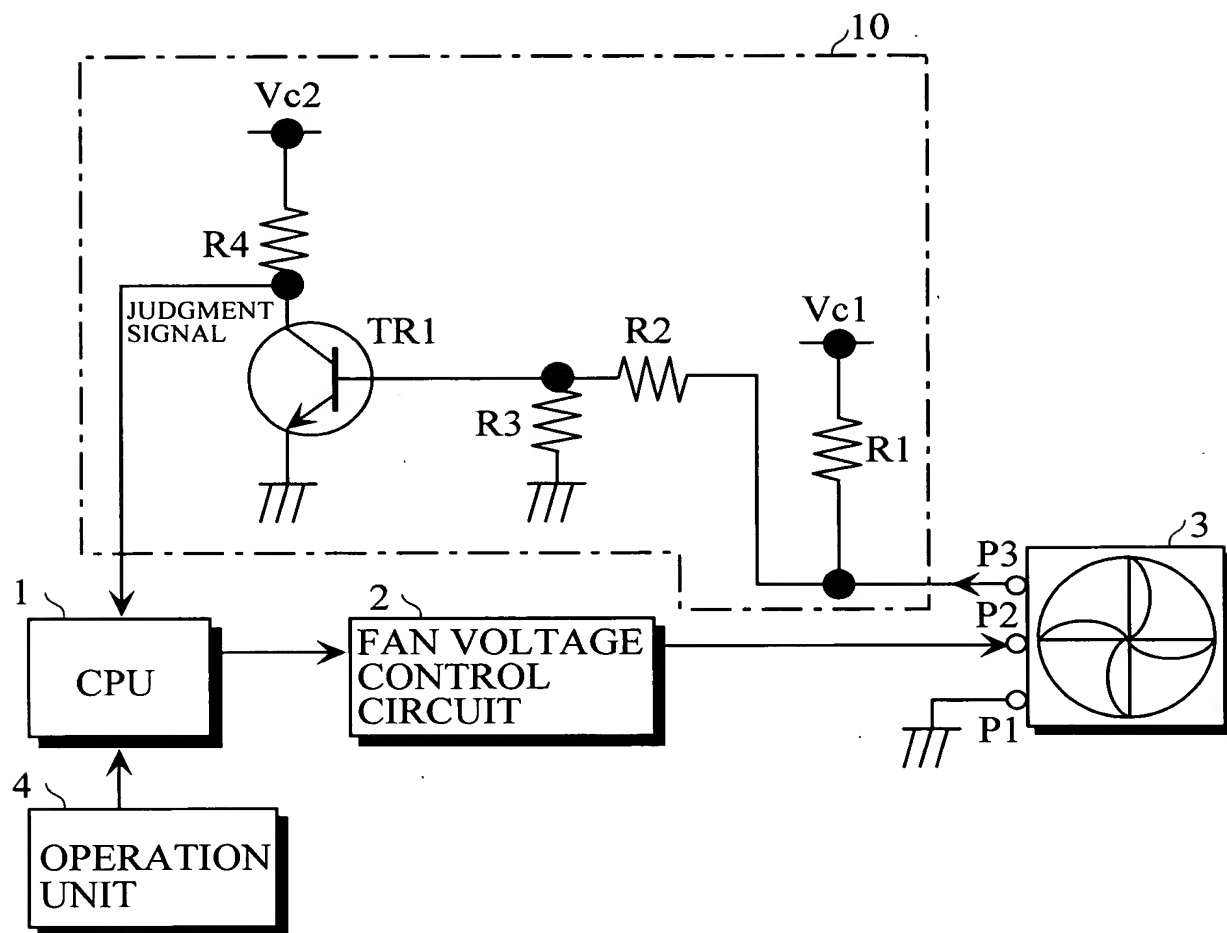 10
Vc2
R4
JUDGMENT
SIGNAL
TR1
R2
R3
Vc1
R1
P3
3
P2
P1
1
CPU
2
FAN VOLTAGE
CONTROL
CIRCUIT
4
OPERATION
UNIT